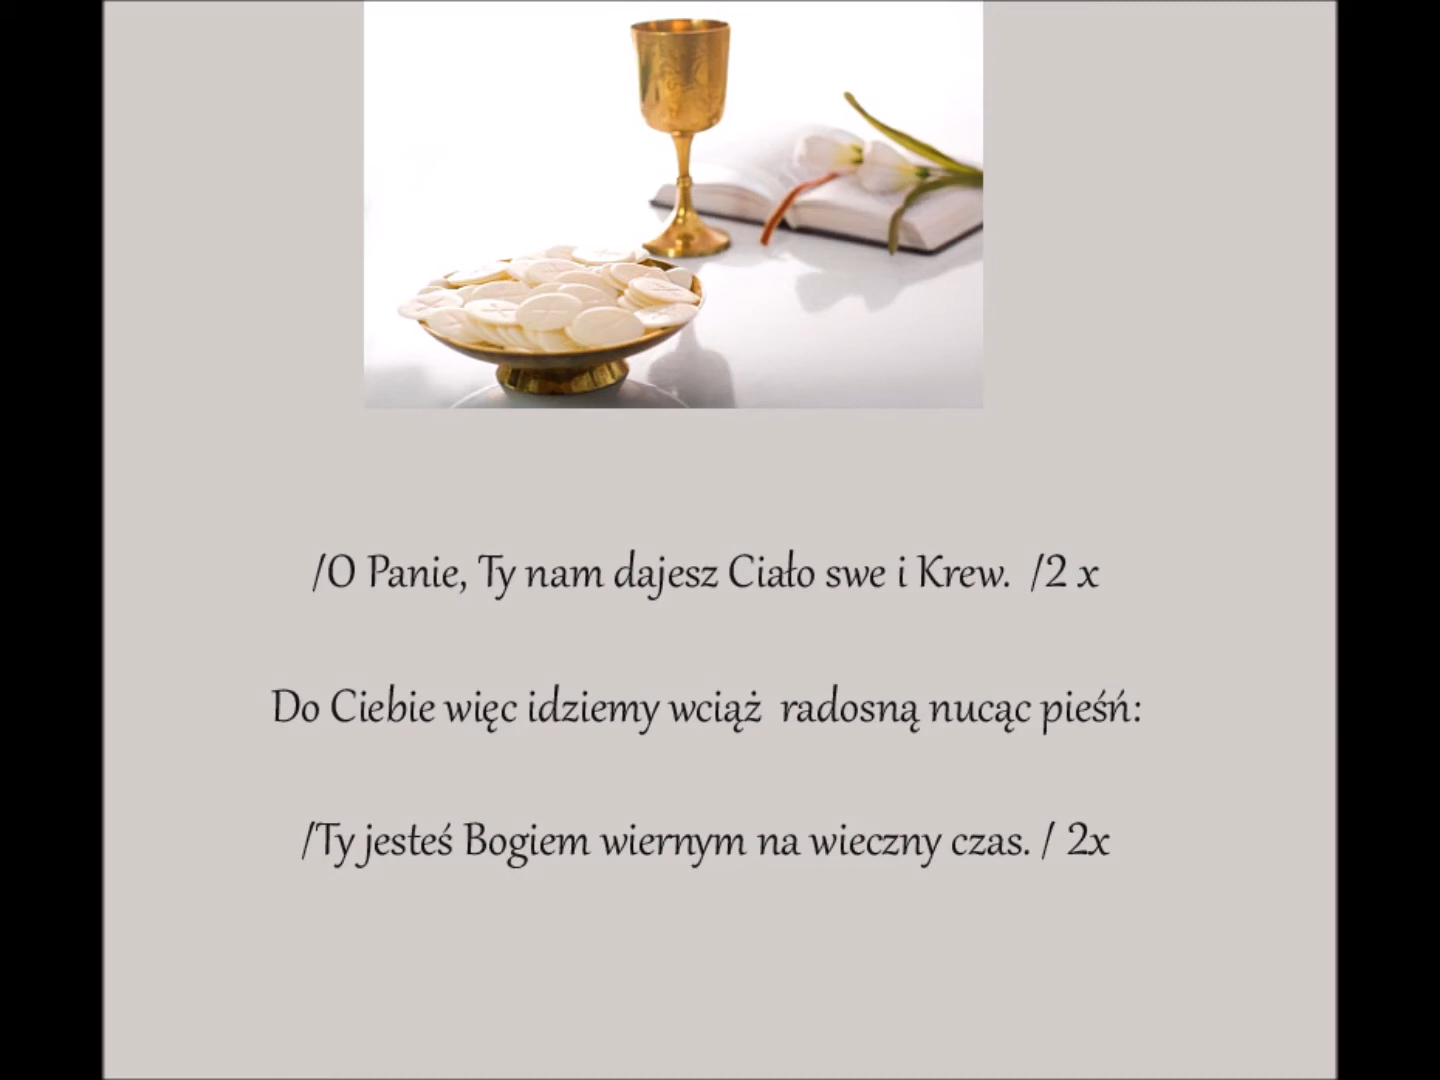 /O Panie, Ty nam dajesz Ciało swe i Krew. /2 x
Do Ciebie więc idziemy wciąż radosną nucąc pieśń:
/Ty jesteś Bogiem wiernym na wieczny czas. / 2x